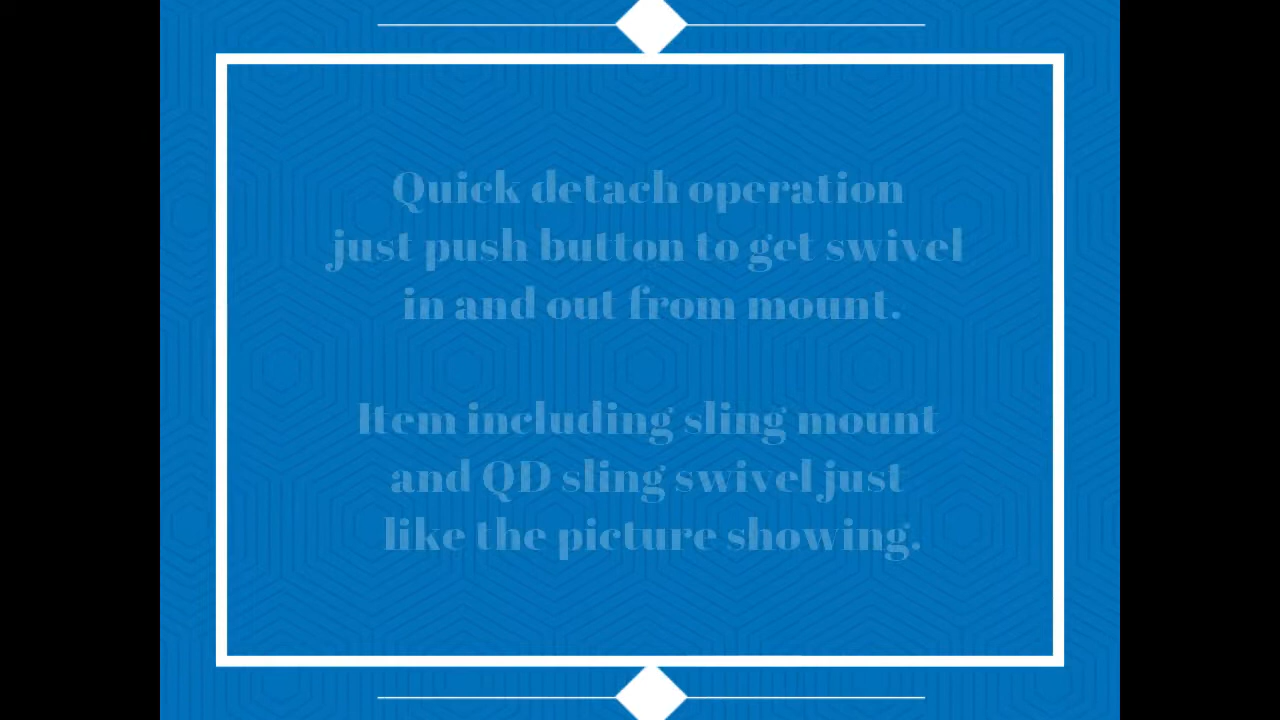 Quick detach operation
just push button to get swivel
in and out from mount.
Item including sling mount
and QD sling swivel just
like the picture showing.